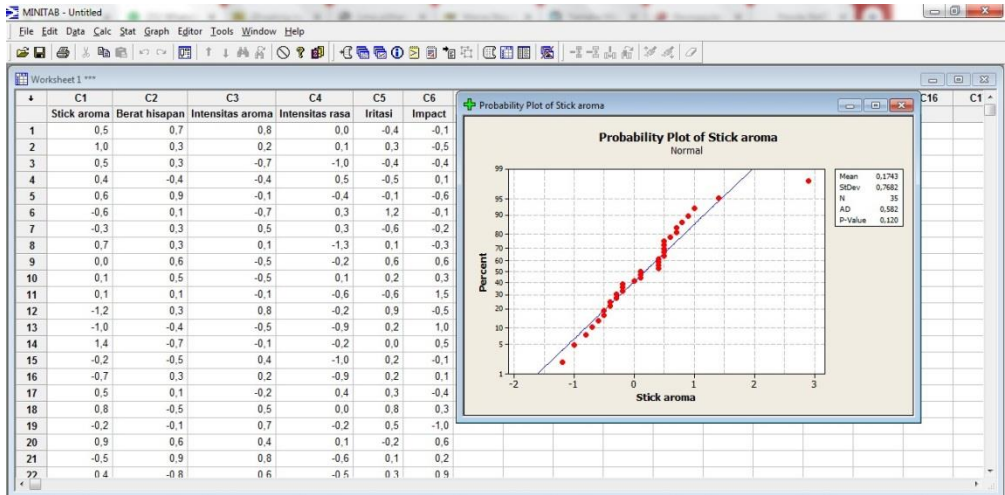 MINITAB - Untitled
File Edit Data Calc Stat Graph Editor Tools Window Help
Worksheet 1 ***
C1 C2 C3 C4 C5 C6 C16 C1
Stick aroma Berat hisapan Intensitas aroma Intensitas rasa Iritasi Impact
1 0,5 0,7 0,8 0,0 -0,4 -0,1
2 1,0 0,3 0,2 0,1 0,3 -0,5
3 0,5 0,3 -0,7 -1,0 -0,4 -0,4
4 0,4 -0,4 -0,4 0,5 -0,5 0,1
5 0,6 0,9 -0,1 -0,4 -0,1 -0,6
6 -0,6 0,1 -0,7 0,3 1,2 -0,1
7 -0,3 0,3 0,5 0,3 -0,6 -0,2
8 0,7 0,3 0,1 -1,3 0,1 -0,3
9 0,0 0,6 -0,5 -0,2 0,6 0,6
10 0,1 0,5 -0,5 0,1 0,2 0,3
11 0,1 0,1 -0,1 -0,6 -0,6 1,5
12 -1,2 0,3 0,8 -0,2 0,9 -0,5
13 -1,0 -0,4 -0,5 -0,9 0,2 1,0
14 1,4 -0,7 -0,1 -0,2 0,0 0,5
15 -0,2 -0,5 0,4 -1,0 0,2 -0,1
16 -0,7 0,3 0,2 -0,9 0,2 0,1
17 0,5 0,1 -0,2 0,4 0,3 -0,4
18 0,8 -0,5 0,5 0,0 0,8 0,3
19 -0,2 -0,1 0,7 -0,2 0,5 -1,0
20 0,9 0,6 0,4 0,1 -0,2 0,6
21 -0,5 0,9 0,8 -0,6 0,1 0,2
22 0,4 -0,8 0,6 -0,5 0,3 0,9
Probability Plot of Stick aroma
Probability Plot of Stick aroma
Normal
99
95
90
80
70
60
50
40
30
20
10
5
1
Percent
-2 -1 0 1 2 3
Stick aroma
Mean 0,1743
StDev 0,7682
N 35
AD 0,582
P-Value 0,120